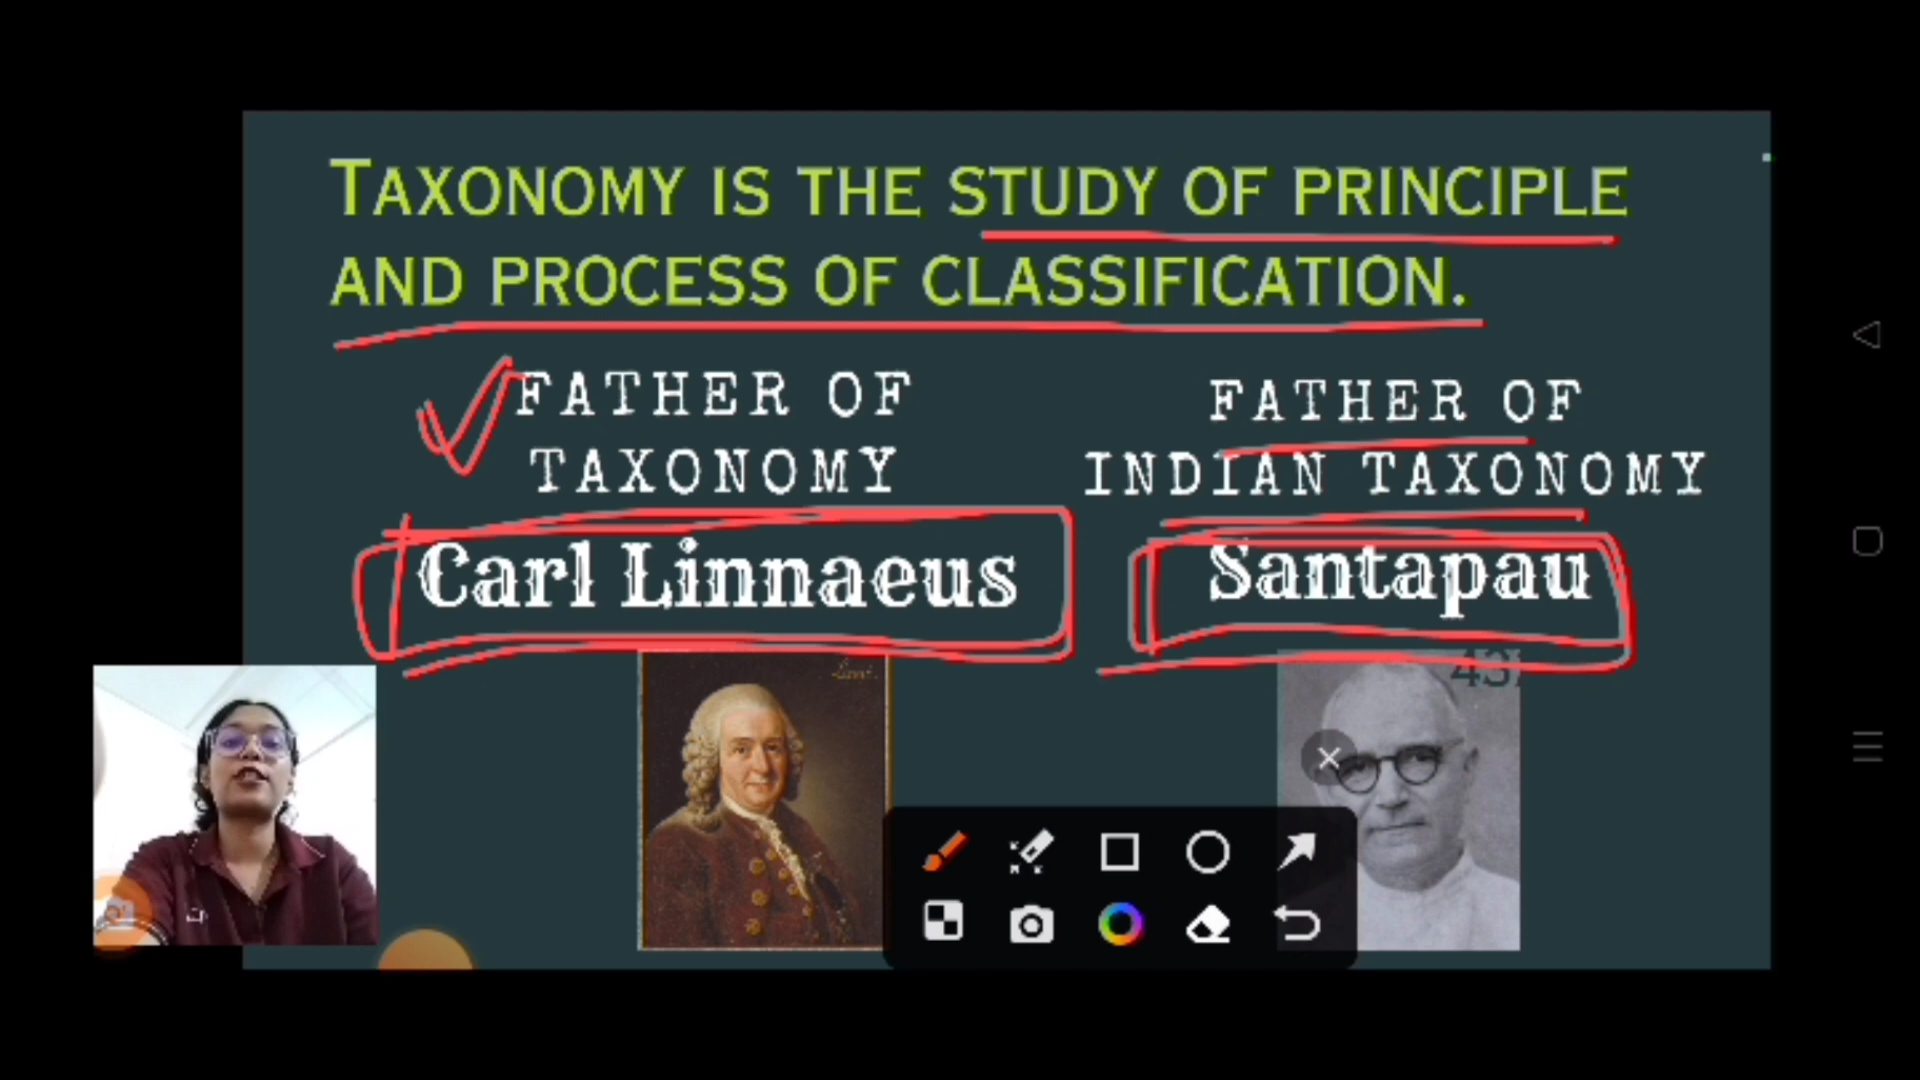 TAXONOMY IS THE STUDY OF PRINCIPLE
AND PROCESS OF CLASSIFICATION.
FATHER OF
TAXONOMY
Carl Linnaeus
FATHER OF
INDIAN TAXONOMY
Santapau